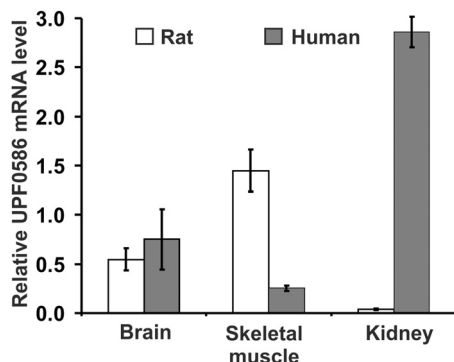 Relative UPF0586 mRNA level
3.0
2.5
2.0
1.5
1.0
0.5
0.0
Rat
Human
Brain
Skeletal
muscle
Kidney